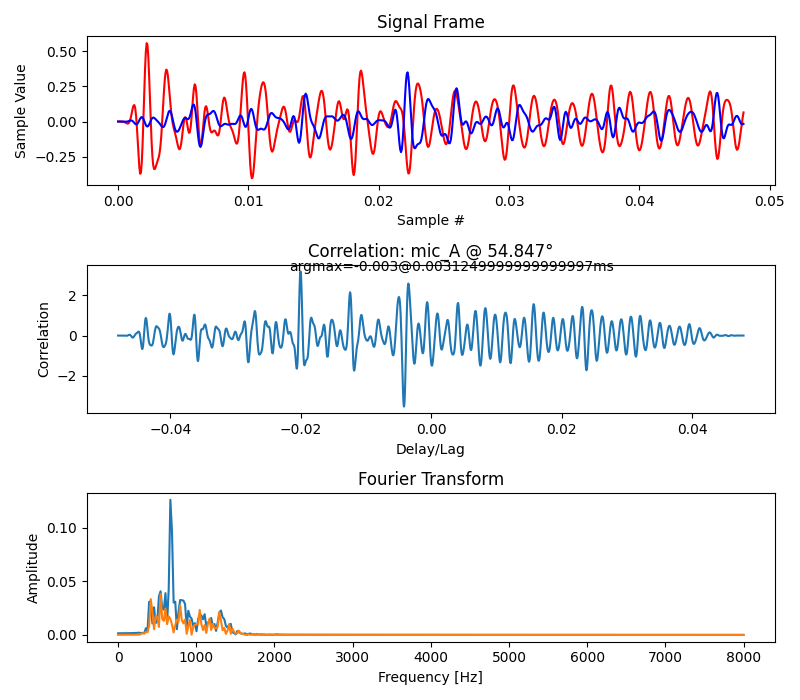 Signal Frame
Sample Value
0.50
0.25
0.00
−0.25
0.00 0.01 0.02 0.03 0.04 0.05
Sample #
Correlation: mic_A @ 54.847°
argmax=-0.003@0.0031249999999999997ms
Correlation
2
0
−2
−0.04 −0.02 0.00 0.02 0.04
Delay/Lag
Fourier Transform
Amplitude
0.10
0.05
0.00
0 1000 2000 3000 4000 5000 6000 7000 8000
Frequency [Hz]